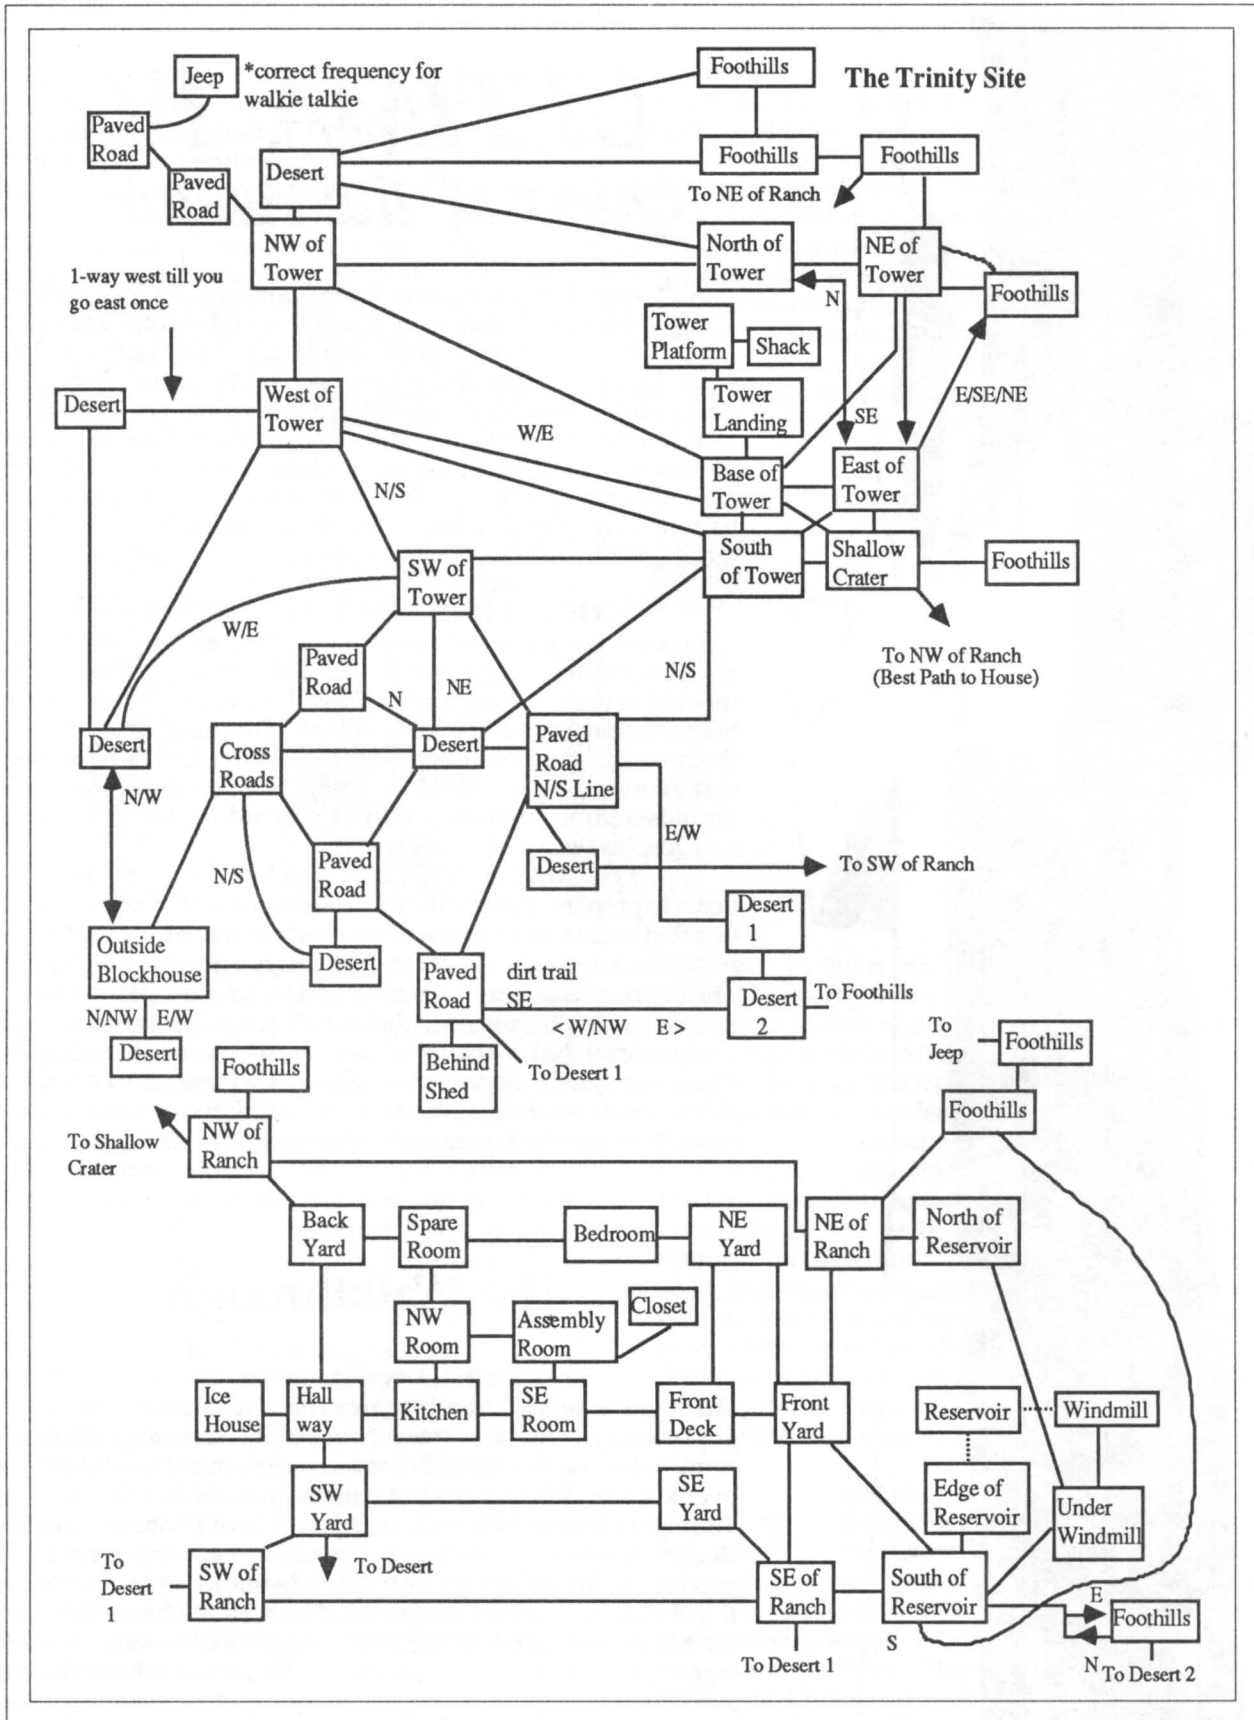 The Trinity Site
Jeep
*correct frequency for
walkie talkie
Foothills
Paved
Road
Paved
Road
Desert
Foothills
Foothills
To NE of Ranch
NW of
Tower
North of
Tower
NE of
Tower
1-way west till you
go east once
N
Foothills
Tower
Platform
Shack
Tower
Landing
E/SE/NE
Desert
West of
Tower
W/E
SE
N/S
Base of
Tower
East of
Tower
SW of
Tower
South
of Tower
Shallow
Crater
Foothills
W/E
Paved
Road
N
NE
N/S
To NW of Ranch
(Best Path to House)
Desert
Cross
Roads
Desert
Paved
Road
N/S Line
N/W
E/W
N/S
Paved
Road
Desert
To SW of Ranch
Desert
1
Outside
Blockhouse
Desert
Paved
Road
dirt trail
SE
Desert
2
To Foothills
N/NW
E/W
< W/NW
E >
Desert
Foothills
Behind
Shed
To Desert 1
To
Jeep
Foothills
Foothills
To Shallow
Crater
NW of
Ranch
Back
Yard
Spare
Room
Bedroom
NE
Yard
NE of
Ranch
North of
Reservoir
NW
Room
Assembly
Room
Closet
Ice
House
Hall
way
Kitchen
SE
Room
Front
Deck
Front
Yard
Reservoir
Windmill
SW
Yard
SE
Yard
Edge of
Reservoir
Under
Windmill
To
Desert
1
SW of
Ranch
To Desert
SE of
Ranch
South of
Reservoir
E
Foothills
S
N
To Desert 1
To Desert 2